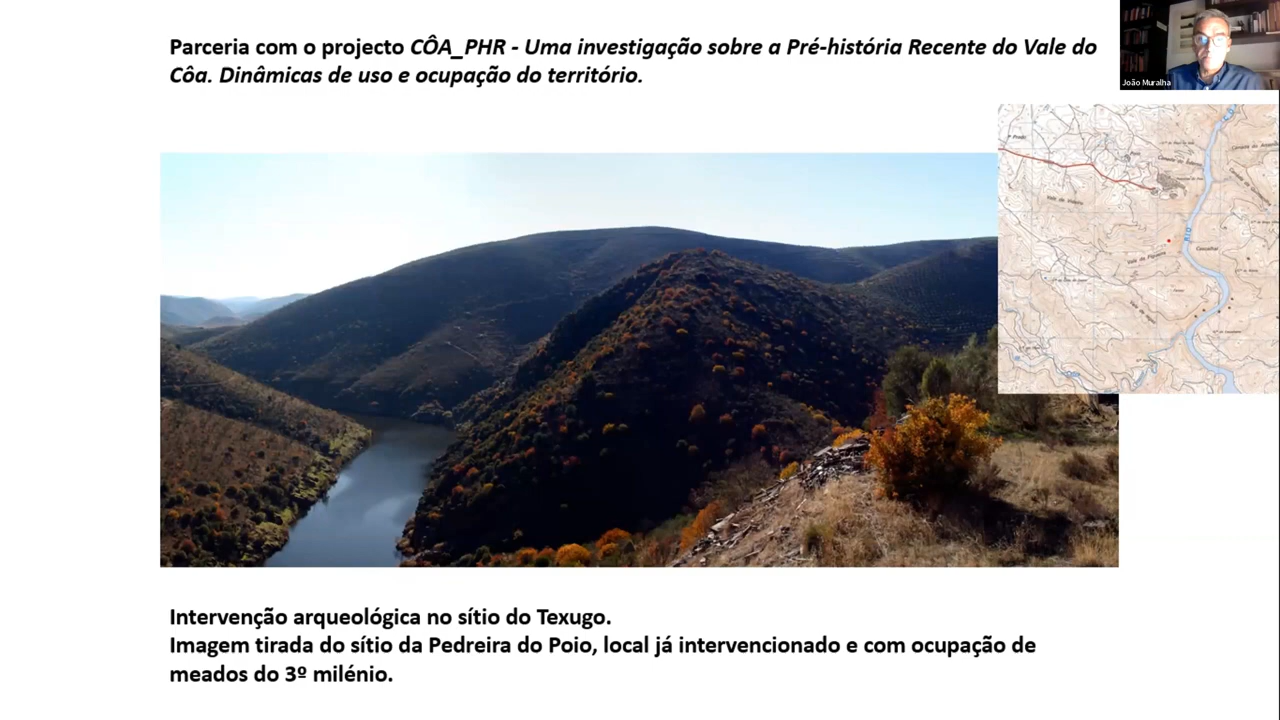 Parceria com o projecto CÔA_PHR - Uma investigação sobre a Pré-história Recente do Vale do
Côa. Dinâmicas de uso e ocupação do território.
João Muralha
RIO
Intervenção arqueológica no sítio do Texugo.
Imagem tirada do sítio da Pedreira do Poio, local já intervencionado e com ocupação de
meados do 3º milénio.